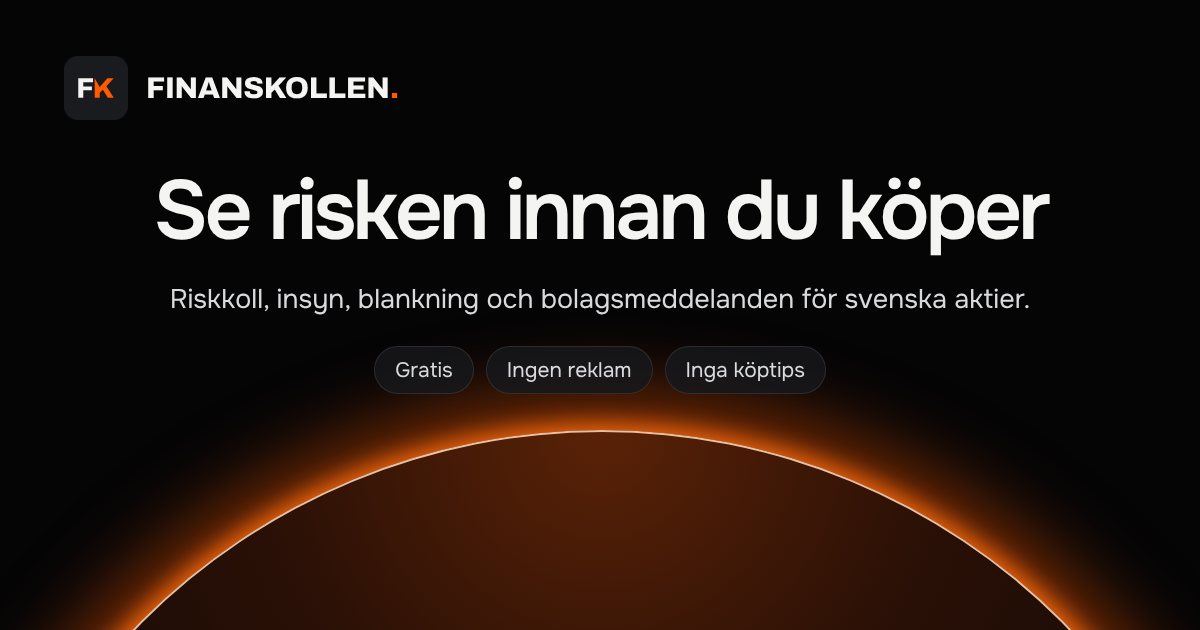 FK FINANSKOLLEN.
Se risken innan du köper
Riskkoll, insyn, blankning och bolagsmeddelanden för svenska aktier.
Gratis Ingen reklam Inga köptips